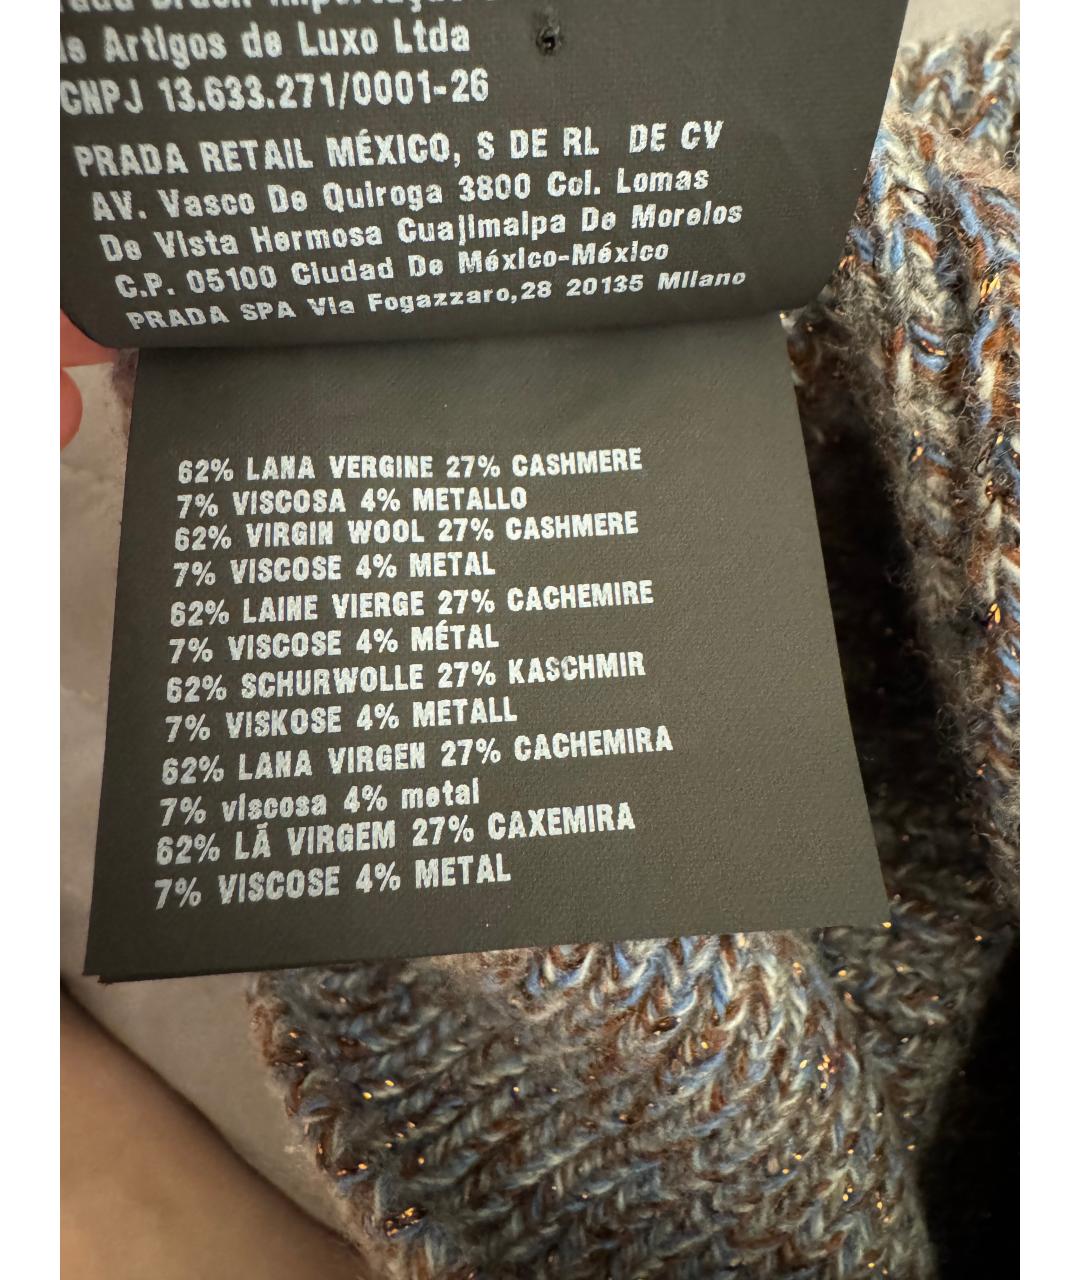 Artigos de Luxo Ltda
CNPJ 13.633.271/0001-26
PRADA RETAIL MÉXICO, S DE RL DE CV
AV. Vasco De Quiroga 3800 Col. Lomas
De Vista Hermosa Cuajimalpa De Morelos
C.P. 05100 Ciudad De México-México
PRADA SPA Via Fogazzaro,28 20135 Milano
62% LANA VERGINE 27% CASHMERE
7% VISCOSA 4% METALLO
62% VIRGIN WOOL 27% CASHMERE
7% VISCOSE 4% METAL
62% LAINE VIERGE 27% CACHEMIRE
7% VISCOSE 4% MÉTAL
62% SCHURWOLLE 27% KASCHMIR
7% VISKOSE 4% METALL
62% LANA VIRGEN 27% CACHEMIRA
7% viscosa 4% metal
62% LÃ VIRGEM 27% CAXEMIRA
7% VISCOSE 4% METAL